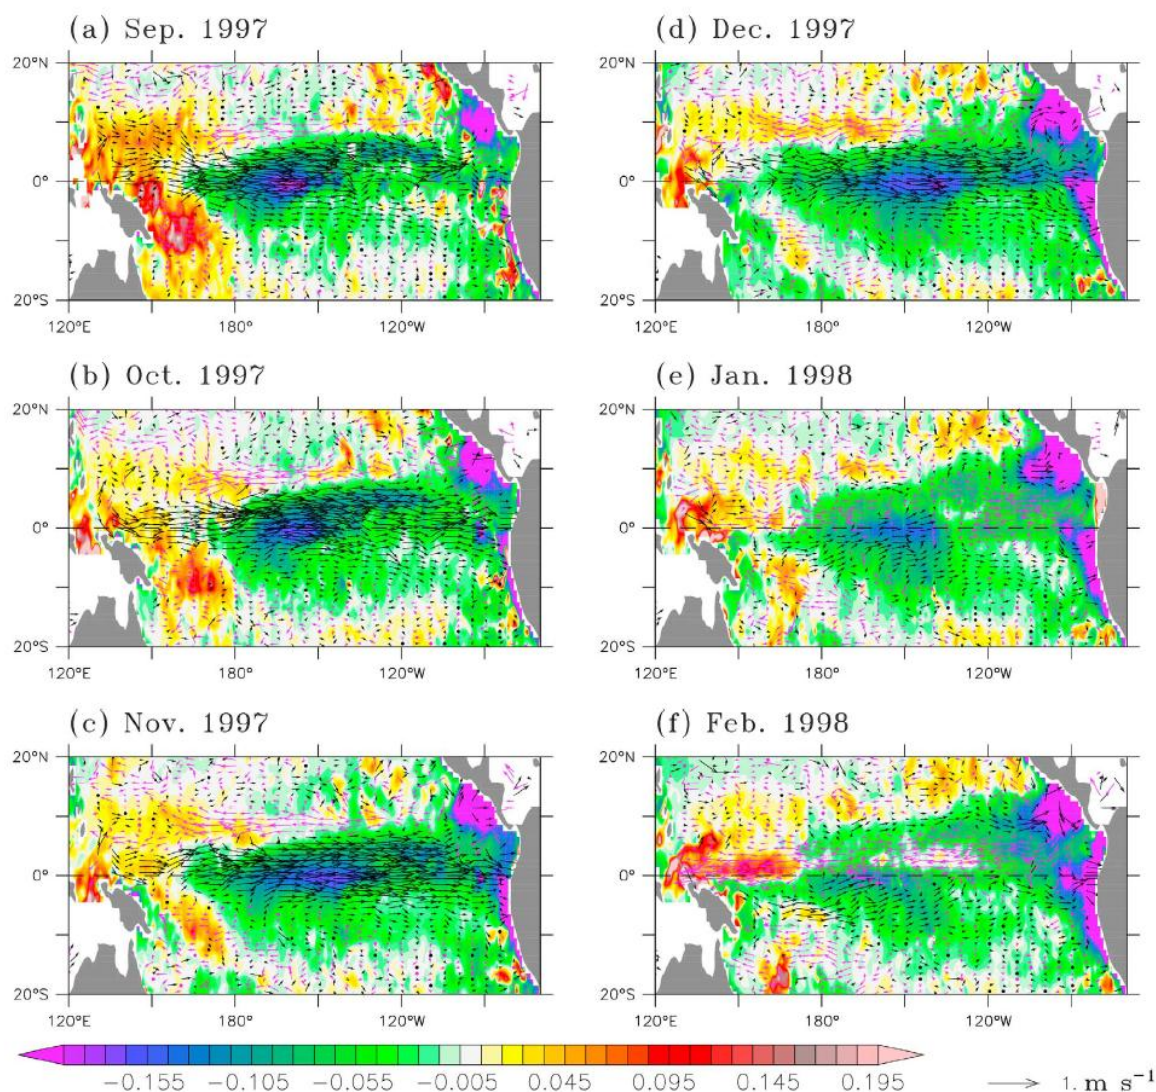 (a) Sep. 1997
20°N
0°
20°S
120°E 180° 120°W
(b) Oct. 1997
20°N
0°
20°S
120°E 180° 120°W
(c) Nov. 1997
20°N
0°
20°S
120°E 180° 120°W
(d) Dec. 1997
20°N
0°
20°S
120°E 180° 120°W
(e) Jan. 1998
20°N
0°
20°S
120°E 180° 120°W
(f) Feb. 1998
20°N
0°
20°S
120°E 180° 120°W
-0.155 -0.105 -0.055 -0.005 0.045 0.095 0.145 0.195 1. m s⁻¹